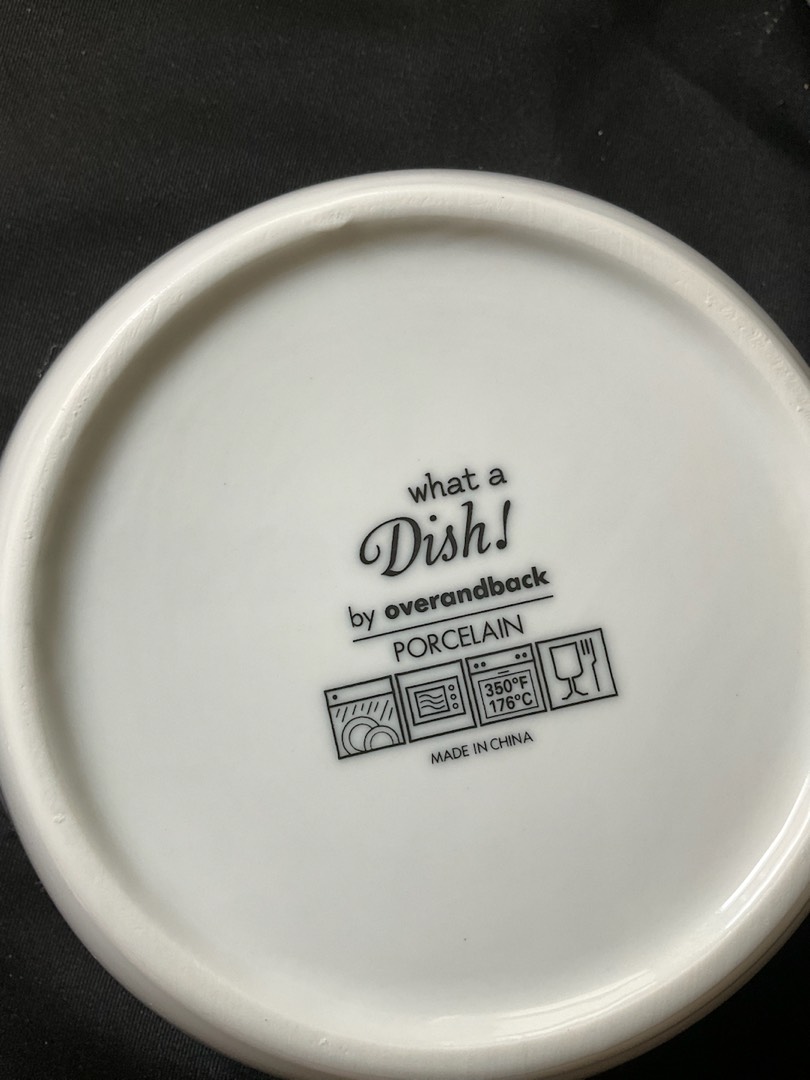 what a
Dish!
by overandback
PORCELAIN
350°F
176°C
MADE IN CHINA